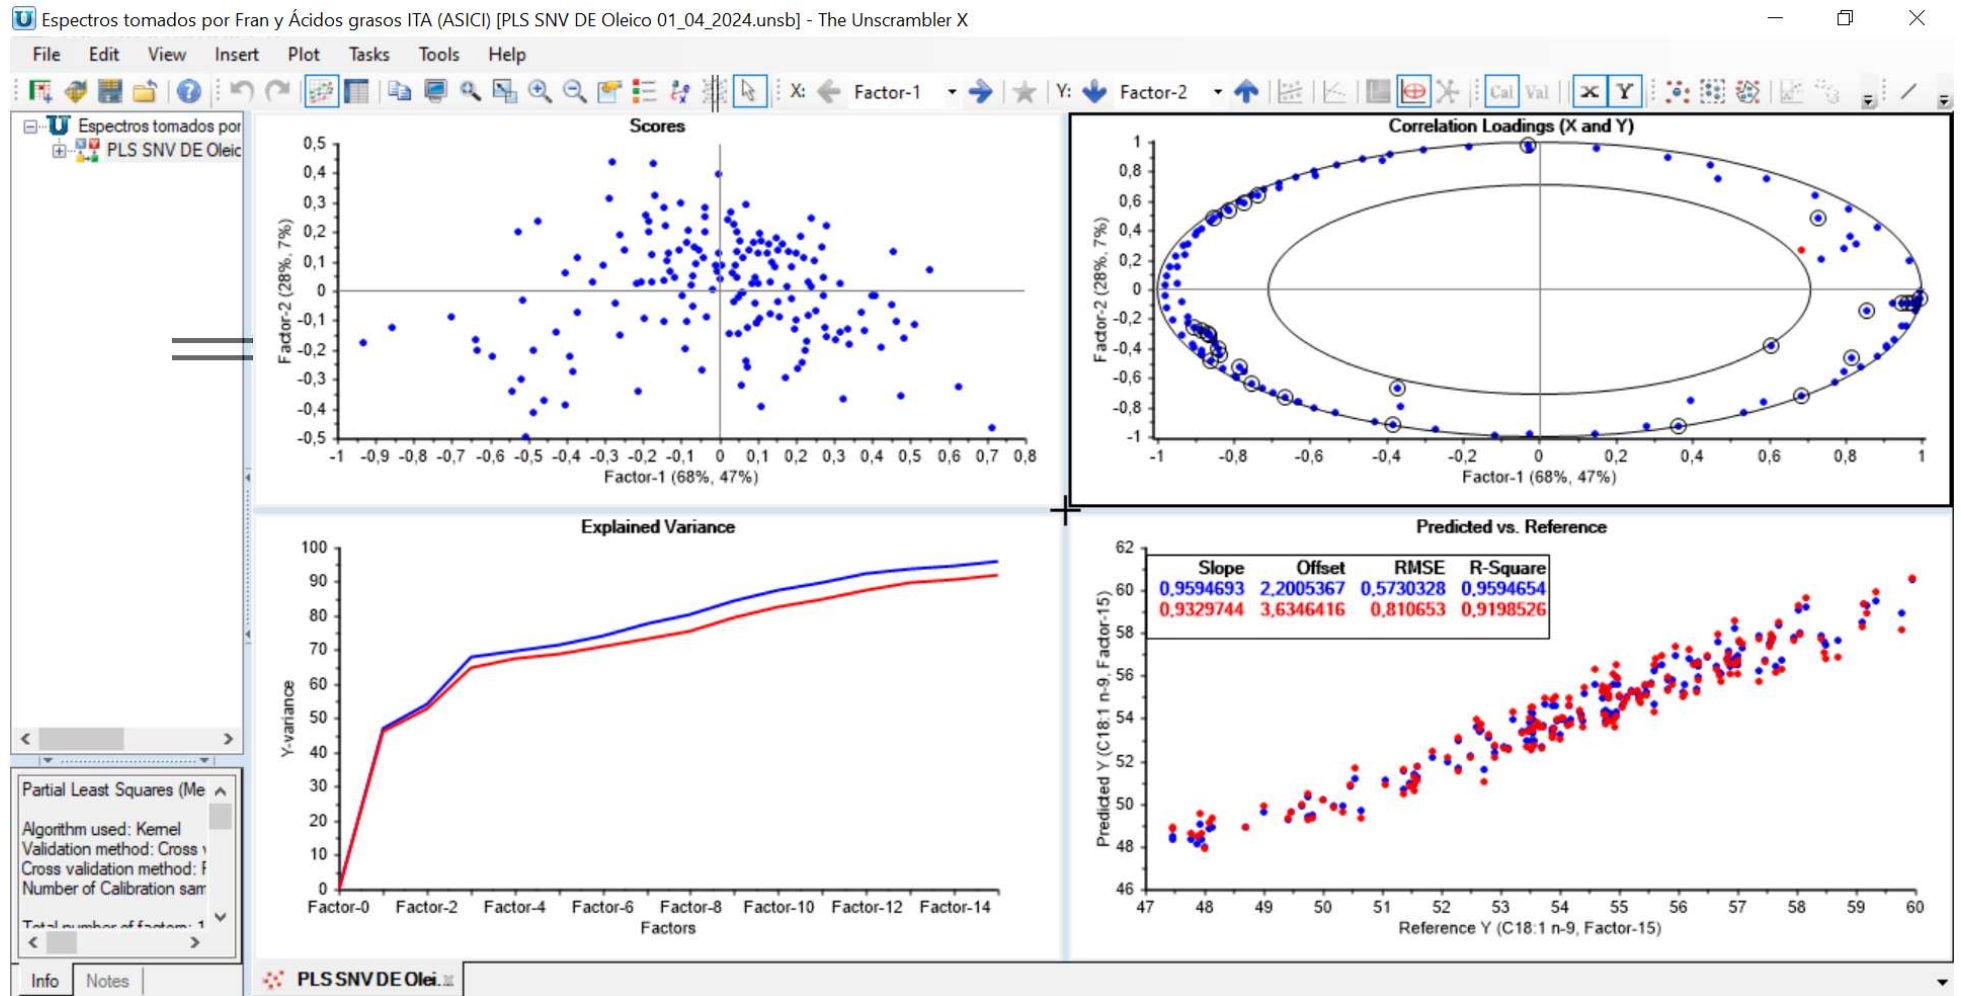 Espectros tomados por Fran y Ácidos grasos ITA (ASICI) [PLS SNV DE Oleico 01_04_2024.unsb] - The Unscrambler X
File Edit View Insert Plot Tasks Tools Help
X: Factor-1 Y: Factor-2 Cal Val X Y
Espectros tomados por
PLS SNV DE Oleic
Scores
0,5
0,4
0,3
0,2
0,1
0
-0,1
-0,2
-0,3
-0,4
-0,5
Factor-2 (28%, 7%)
-1 -0,9 -0,8 -0,7 -0,6 -0,5 -0,4 -0,3 -0,2 -0,1 0 0,1 0,2 0,3 0,4 0,5 0,6 0,7 0,8
Factor-1 (68%, 47%)
Correlation Loadings (X and Y)
1
0,8
0,6
0,4
0,2
0
-0,2
-0,4
-0,6
-0,8
-1
Factor-2 (28%, 7%)
-1 -0,8 -0,6 -0,4 -0,2 0 0,2 0,4 0,6 0,8 1
Factor-1 (68%, 47%)
Explained Variance
100
90
80
70
60
50
40
30
20
10
0
Y-variance
Factor-0 Factor-2 Factor-4 Factor-6 Factor-8 Factor-10 Factor-12 Factor-14
Factors
Predicted vs. Reference
Slope Offset RMSE R-Square
0,9594693 2,2005367 0,5730328 0,9594654
0,9329744 3,6346416 0,810653 0,9198526
62
60
58
56
54
52
50
48
46
Predicted Y (C18:1 n-9, Factor-15)
47 48 49 50 51 52 53 54 55 56 57 58 59 60
Reference Y (C18:1 n-9, Factor-15)
Partial Least Squares (Me
Algorithm used: Kernel
Validation method: Cross
Cross validation method:
Number of Calibration sam
Total number of factors: 1
Info Notes
PLS SNV DE Olei.